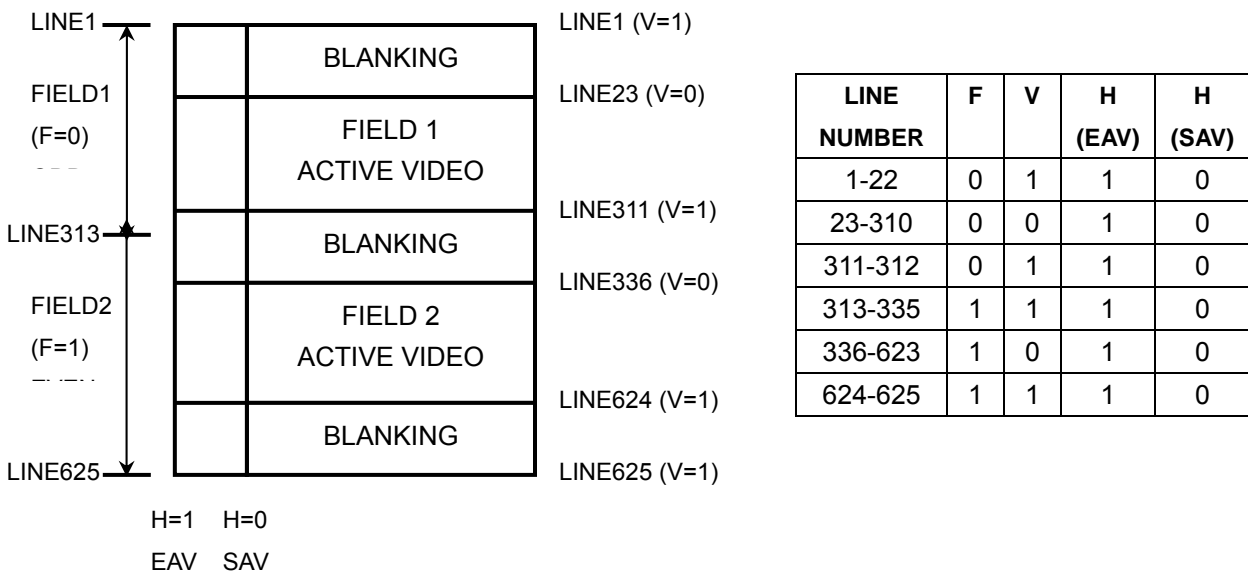 LINE1
FIELD1
(F=0)
LINE313
FIELD2
(F=1)
LINE625
BLANKING
FIELD 1
ACTIVE VIDEO
BLANKING
FIELD 2
ACTIVE VIDEO
BLANKING
H=1 H=0
EAV SAV
LINE1 (V=1)
LINE23 (V=0)
LINE311 (V=1)
LINE336 (V=0)
LINE624 (V=1)
LINE625 (V=1)
LINE NUMBER F V H (EAV) H (SAV)
1-22 0 1 1 0
23-310 0 0 1 0
311-312 0 1 1 0
313-335 1 1 1 0
336-623 1 0 1 0
624-625 1 1 1 0